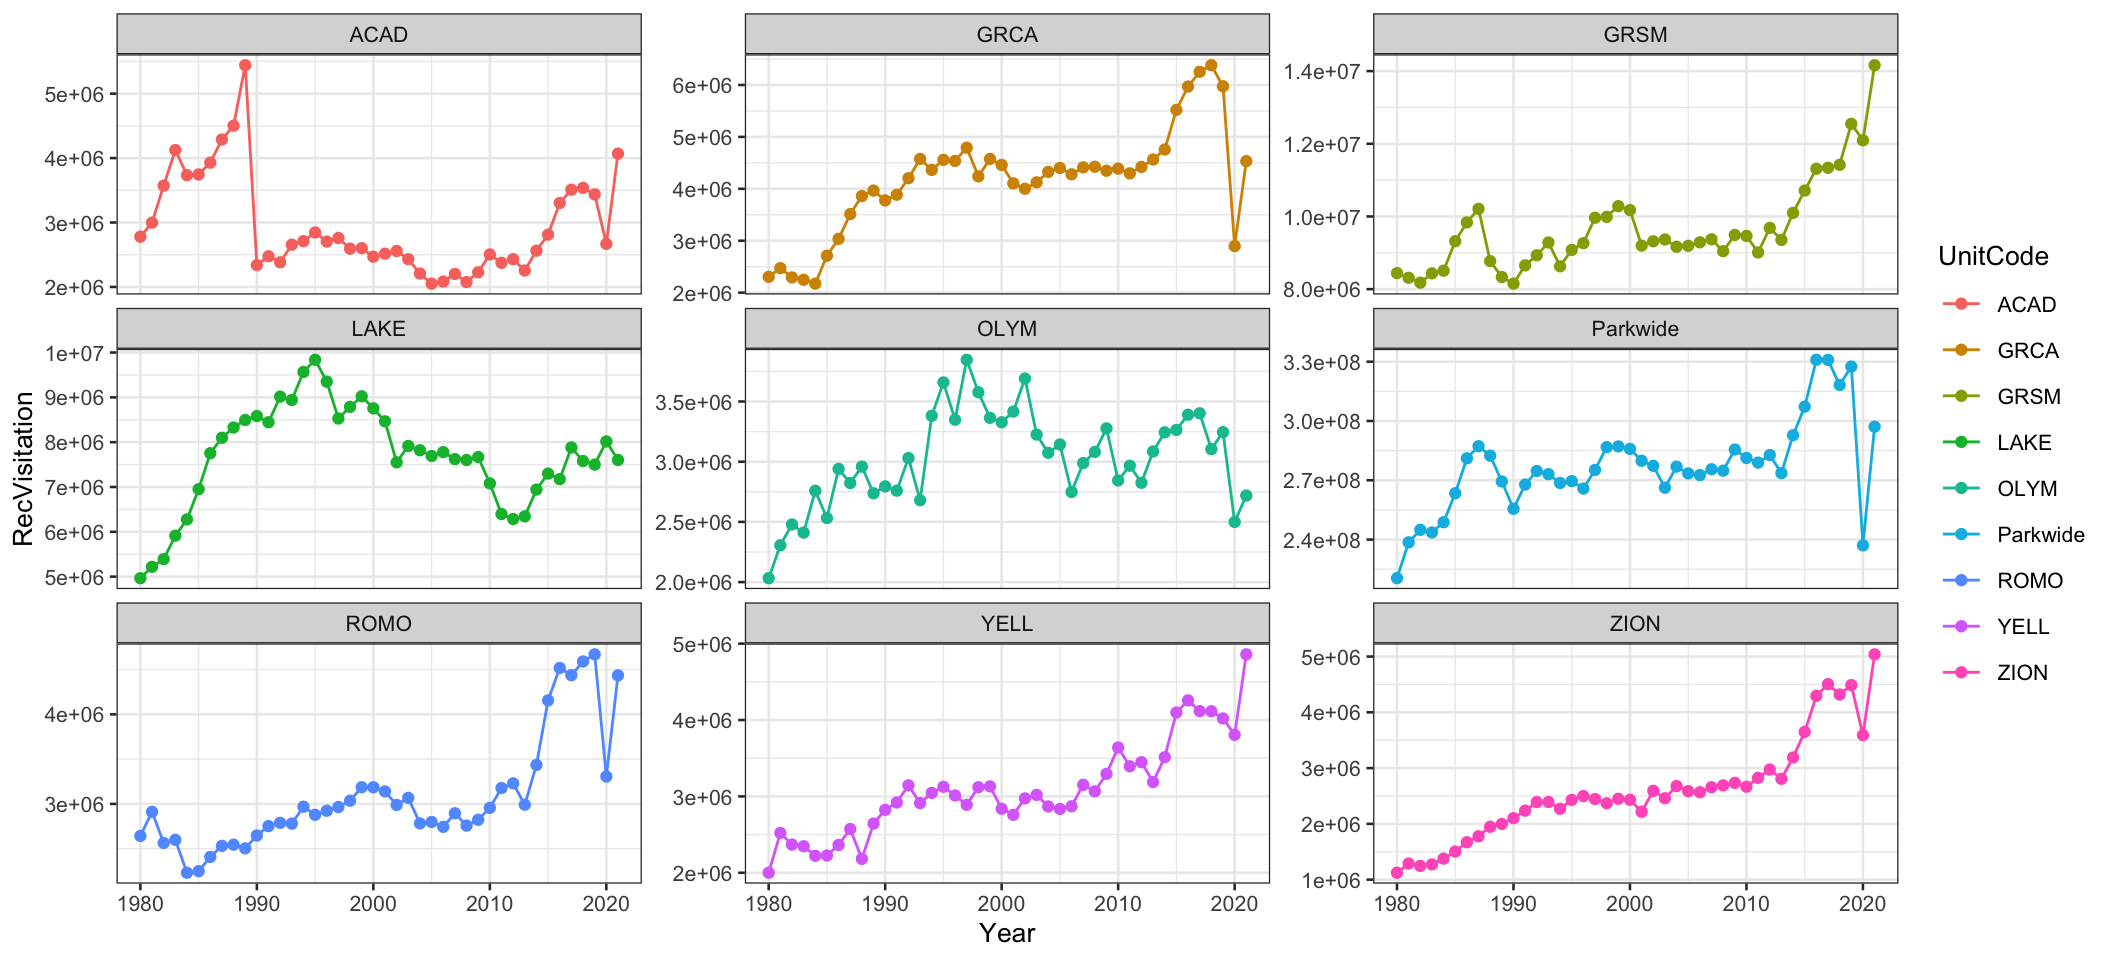 ACAD
GRCA
GRSM
5e+06
4e+06
3e+06
2e+06
6e+06
5e+06
4e+06
3e+06
2e+06
1.4e+07
1.2e+07
1.0e+07
8.0e+06
LAKE
OLYM
Parkwide
1e+07
9e+06
8e+06
7e+06
6e+06
5e+06
3.5e+06
3.0e+06
2.5e+06
2.0e+06
3.3e+08
3.0e+08
2.7e+08
2.4e+08
ROMO
YELL
ZION
4e+06
3e+06
5e+06
4e+06
3e+06
2e+06
5e+06
4e+06
3e+06
2e+06
1e+06
1980 1990 2000 2010 2020
1980 1990 2000 2010 2020
1980 1990 2000 2010 2020
RecVisitation
Year
UnitCode
ACAD
GRCA
GRSM
LAKE
OLYM
Parkwide
ROMO
YELL
ZION